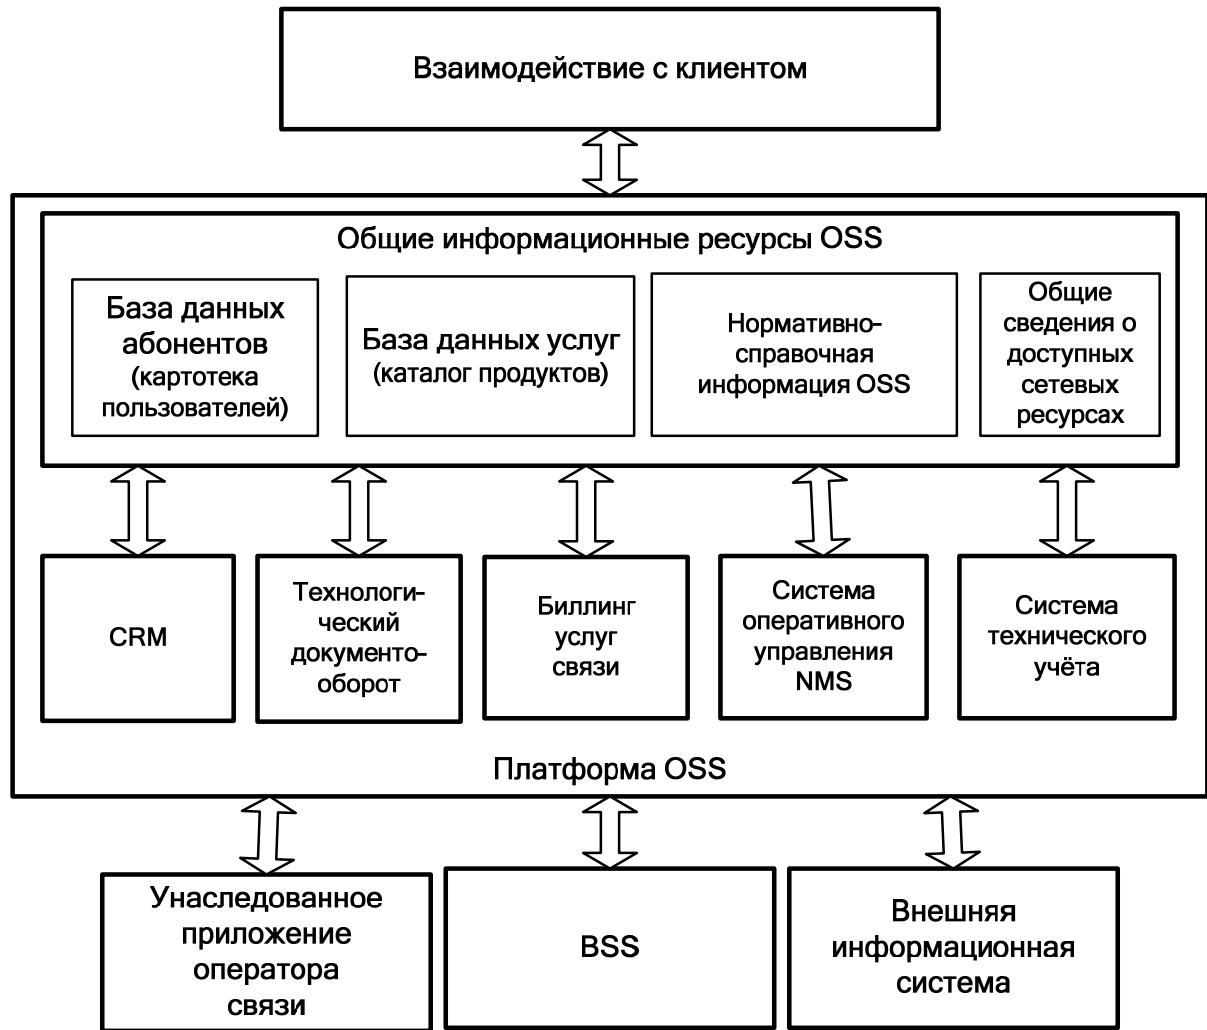 Взаимодействие с клиентом
Общие информационные ресурсы OSS
База данных
абонентов
(картотека
пользователей)
База данных услуг
(каталог продуктов)
Нормативно-
справочная
информация OSS
Общие
сведения о
доступных
сетевых
ресурсах
CRM
Технологи-
ческий
документо-
оборот
Биллинг
услуг
связи
Система
оперативного
управления
NMS
Система
технического
учёта
Платформа OSS
Унаследованное
приложение
оператора
связи
BSS
Внешняя
информационная
система